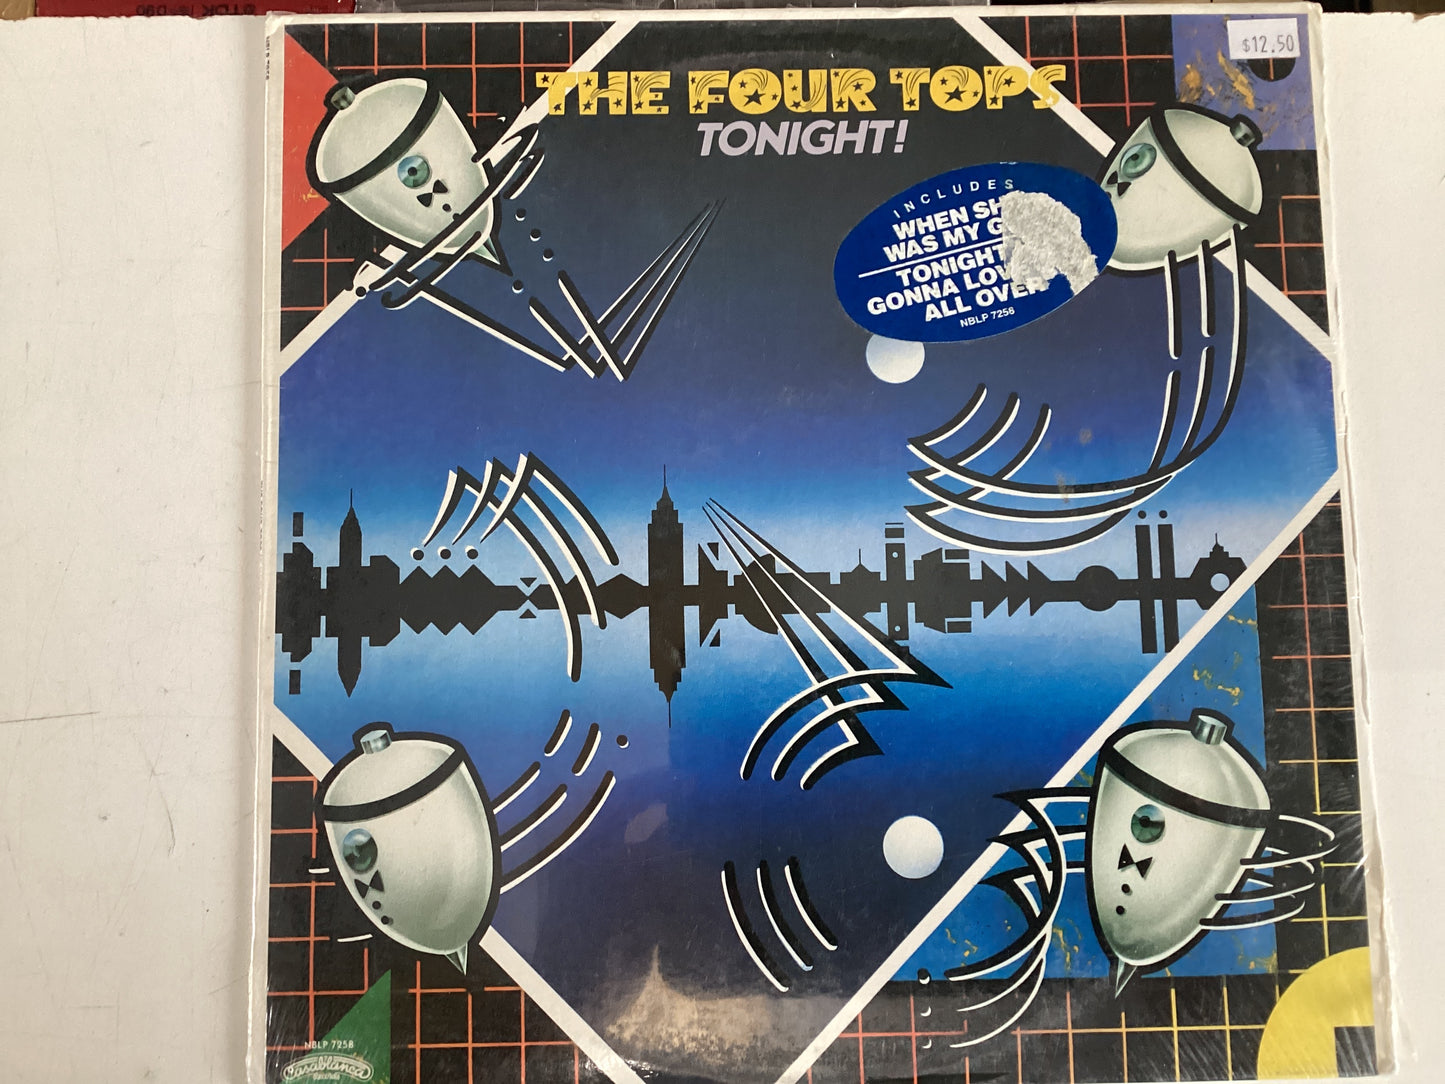 $12.50
THE FOUR TOPS
TONIGHT!
INCLUDES
WHEN SH
WAS MY G
TONIGHT
GONNA LOV
ALL OVER
NBLP 7258
NBLP 7258
Casablanca
Records